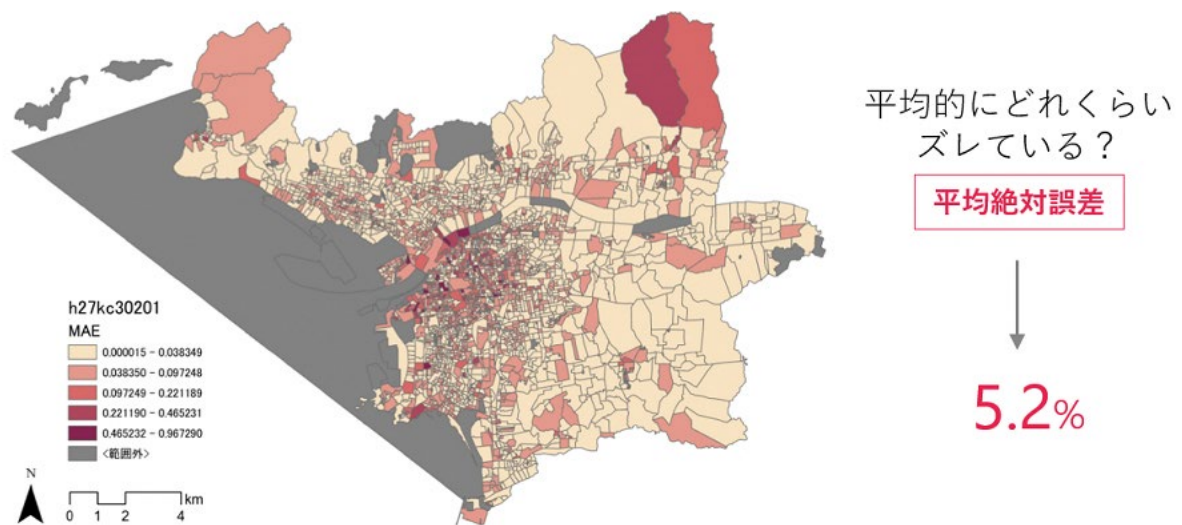 平均的にどれくらい
ズレている？
平均絶対誤差
5.2%
h27kc30201
MAE
0.000015 - 0.038349
0.038350 - 0.097248
0.097249 - 0.221189
0.221190 - 0.465231
0.465232 - 0.967290
<範囲外>
N
km
0 1 2 4